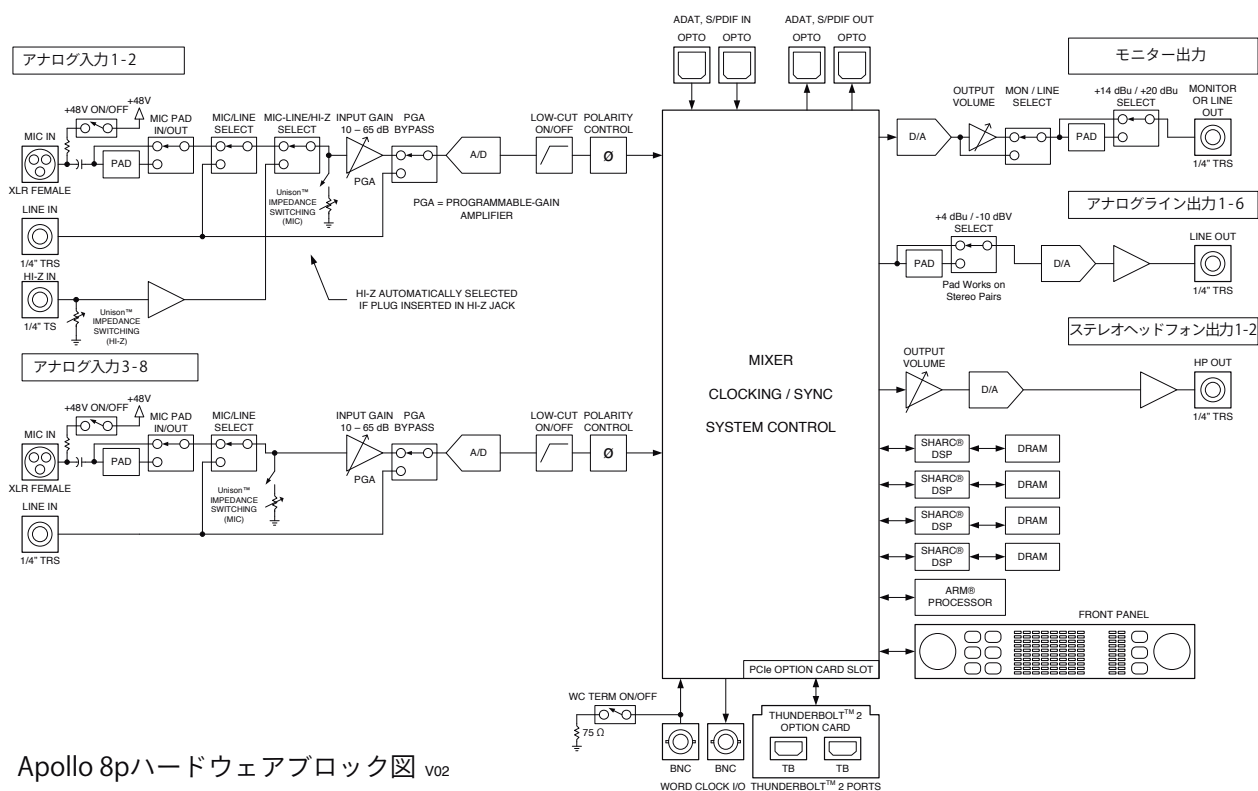 アナログ入力1-2
+48V ON/OFF
+48V
MIC IN
XLR FEMALE
PAD
MIC PAD
IN/OUT
MIC/LINE
SELECT
MIC-LINE/HI-Z
SELECT
INPUT GAIN
10 – 65 dB
PGA
PGA
BYPASS
A/D
LOW-CUT
ON/OFF
POLARITY
CONTROL
Ø
Unison™
IMPEDANCE
SWITCHING
(MIC)
PGA = PROGRAMMABLE-GAIN
AMPLIFIER
LINE IN
1/4" TRS
HI-Z IN
1/4" TS
Unison™
IMPEDANCE
SWITCHING
(HI-Z)
HI-Z AUTOMATICALLY SELECTED
IF PLUG INSERTED IN HI-Z JACK
アナログ入力3-8
+48V ON/OFF
+48V
MIC IN
XLR FEMALE
PAD
MIC PAD
IN/OUT
MIC/LINE
SELECT
INPUT GAIN
10 – 65 dB
PGA
PGA
BYPASS
A/D
LOW-CUT
ON/OFF
POLARITY
CONTROL
Ø
Unison™
IMPEDANCE
SWITCHING
(MIC)
LINE IN
1/4" TRS
ADAT, S/PDIF IN
OPTO
OPTO
ADAT, S/PDIF OUT
OPTO
OPTO
MIXER
CLOCKING / SYNC
SYSTEM CONTROL
PCIe OPTION CARD SLOT
モニター出力
D/A
OUTPUT
VOLUME
MON / LINE
SELECT
PAD
+14 dBu / +20 dBu
SELECT
MONITOR
OR LINE
OUT
1/4" TRS
アナログライン出力1-6
PAD
+4 dBu / -10 dBV
SELECT
Pad Works on
Stereo Pairs
D/A
LINE OUT
1/4" TRS
ステレオヘッドフォン出力1-2
OUTPUT
VOLUME
D/A
HP OUT
1/4" TRS
SHARC®
DSP
DRAM
SHARC®
DSP
DRAM
SHARC®
DSP
DRAM
SHARC®
DSP
DRAM
ARM®
PROCESSOR
FRONT PANEL
WC TERM ON/OFF
75 Ω
BNC
BNC
WORD CLOCK I/O
THUNDERBOLT™ 2
OPTION CARD
TB
TB
THUNDERBOLT™ 2 PORTS
Apollo 8pハードウェアブロック図 V02